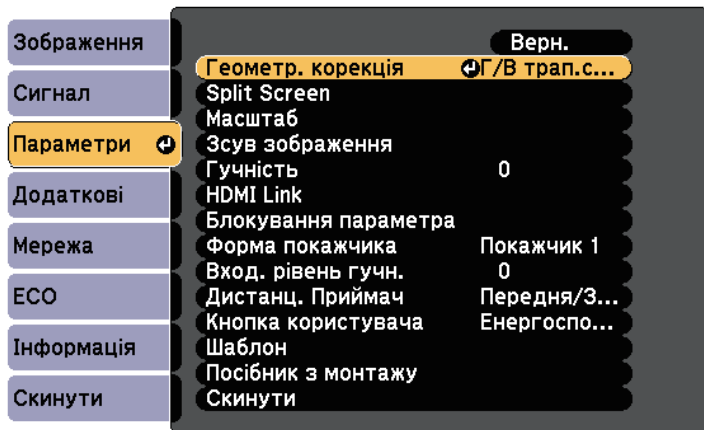 Зображення
Сигнал
Параметри
Додаткові
Мережа
ECO
Інформація
Скинути
Верн.
Геометр. корекція Г/В трап.с...
Split Screen
Масштаб
Зсув зображення
Гучність 0
HDMI Link
Блокування параметра
Форма покажчика Покажчик 1
Вход. рівень гучн. 0
Дистанц. Приймач Передня/З...
Кнопка користувача Енергоспо...
Шаблон
Посібник з монтажу
Скинути